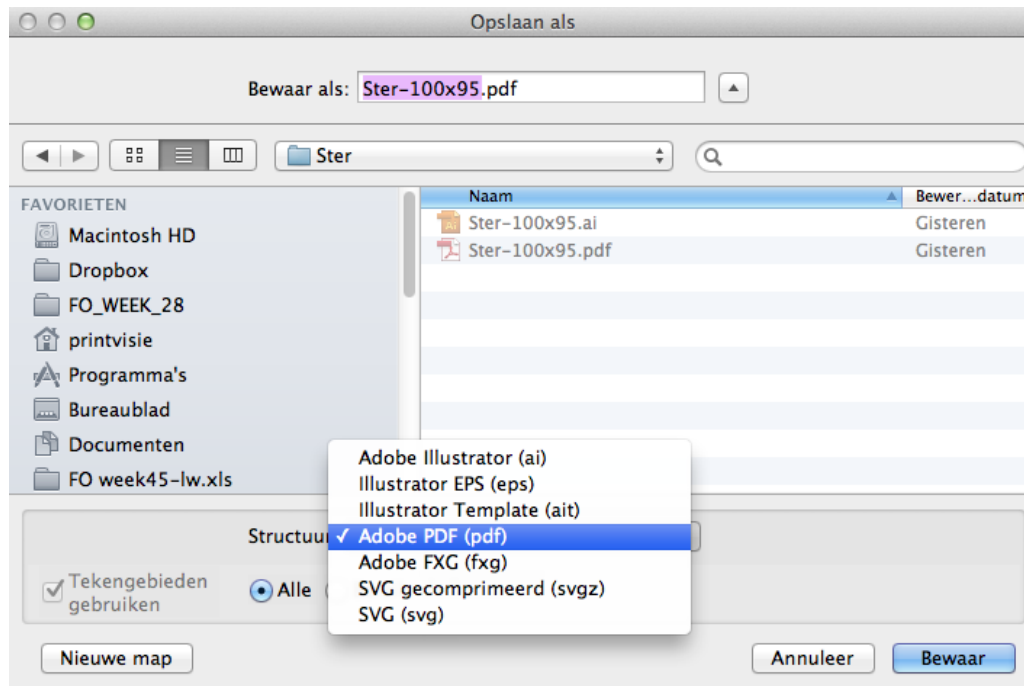 Opslaan als
Bewaar als: Ster-100x95.pdf
Ster
FAVORIETEN
Macintosh HD
Dropbox
FO_WEEK_28
printvisie
Programma's
Bureaublad
Documenten
FO week45-lw.xls
Naam Bewer...datum
Ster-100x95.ai Gisteren
Ster-100x95.pdf Gisteren
Adobe Illustrator (ai)
Illustrator EPS (eps)
Illustrator Template (ait)
Structuu ✓ Adobe PDF (pdf)
Adobe FXG (fxg)
SVG gecomprimeerd (svgz)
SVG (svg)
Tekengebieden
gebruiken
Alle
Nieuwe map Annuleer Bewaar